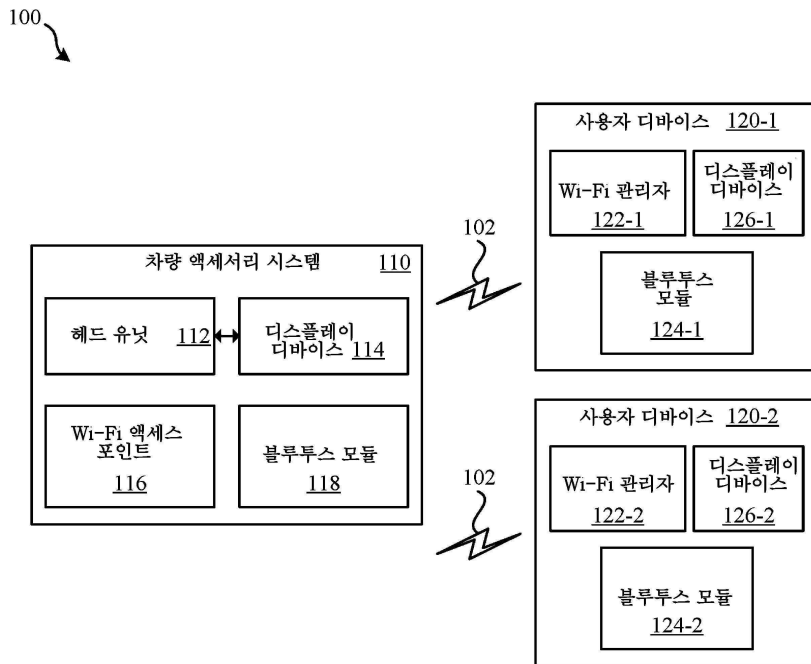 100
사용자 디바이스 120-1
Wi-Fi 관리자
122-1
디스플레이
디바이스
126-1
블루투스
모듈
124-1
102
차량 액세서리 시스템 110
헤드 유닛 112
디스플레이
디바이스 114
Wi-Fi 액세스
포인트
116
블루투스 모듈
118
102
사용자 디바이스 120-2
Wi-Fi 관리자
122-2
디스플레이
디바이스
126-2
블루투스 모듈
124-2